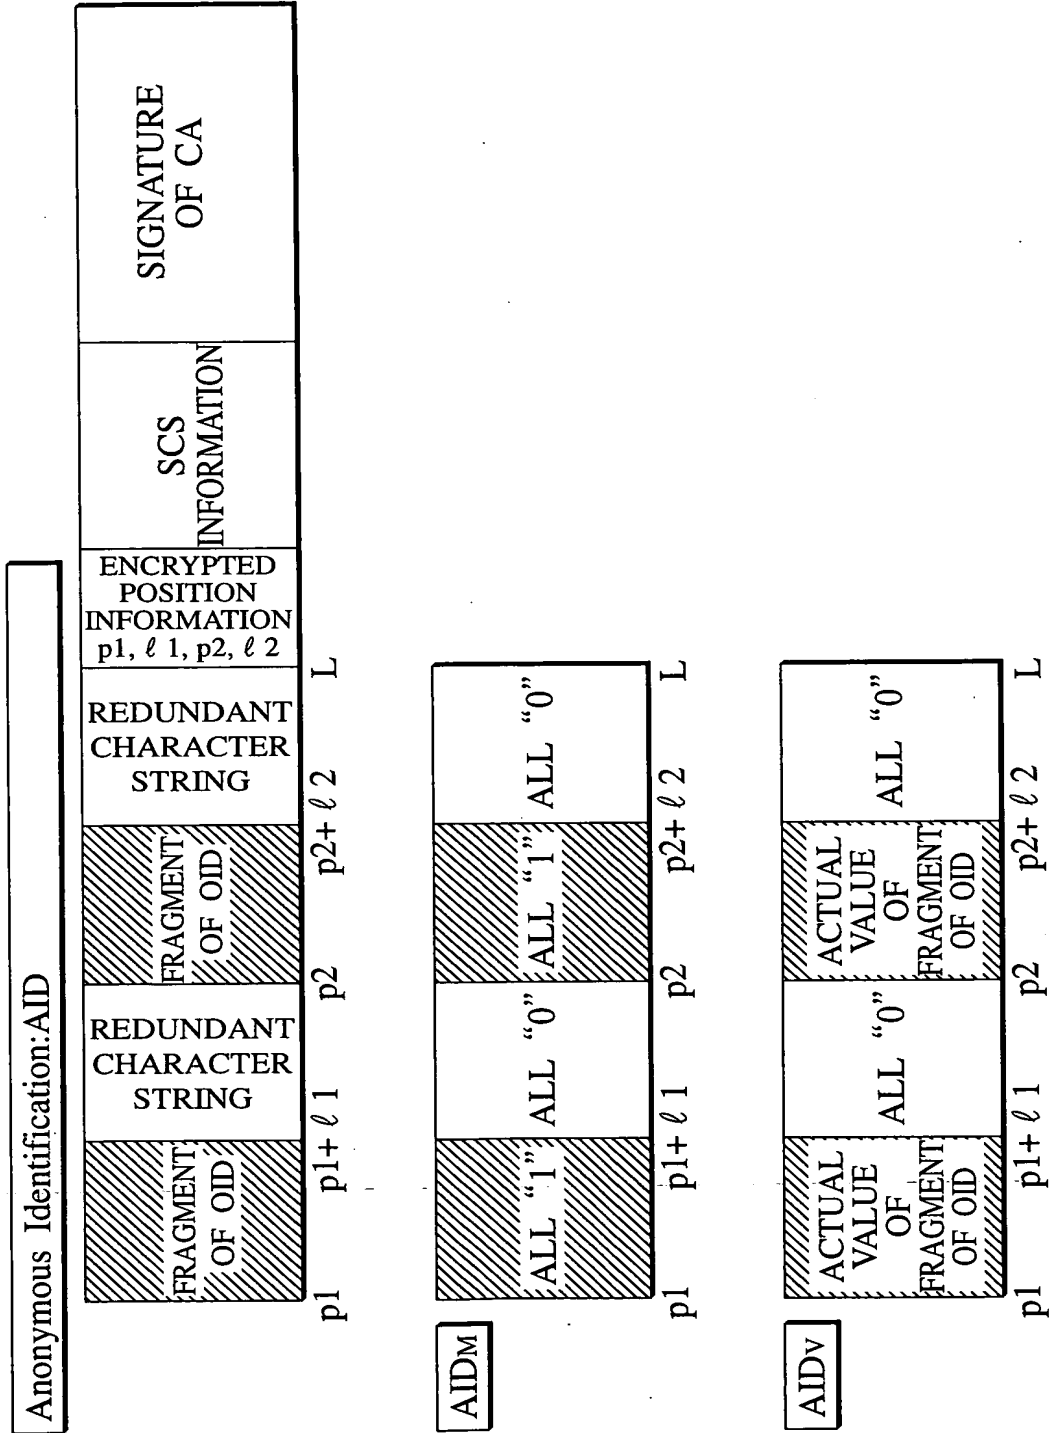 Anonymous Identification:AID
FRAGMENT
OF OID
REDUNDANT
CHARACTER
STRING
FRAGMENT
OF OID
REDUNDANT
CHARACTER
STRING
ENCRYPTED
POSITION
INFORMATION
p1, ℓ 1, p2, ℓ 2
SCS
INFORMATION
SIGNATURE
OF CA
p1 p1+ ℓ 1 p2 p2+ ℓ 2 L
AIDM
ALL “1” ALL “0” ALL “1” ALL “0”
p1 p1+ ℓ 1 p2 p2+ ℓ 2 L
AIDV
ACTUAL
VALUE
OF
FRAGMENT
OF OID
ALL “0”
ACTUAL
VALUE
OF
FRAGMENT
OF OID
ALL “0”
p1 p1+ ℓ 1 p2 p2+ ℓ 2 L